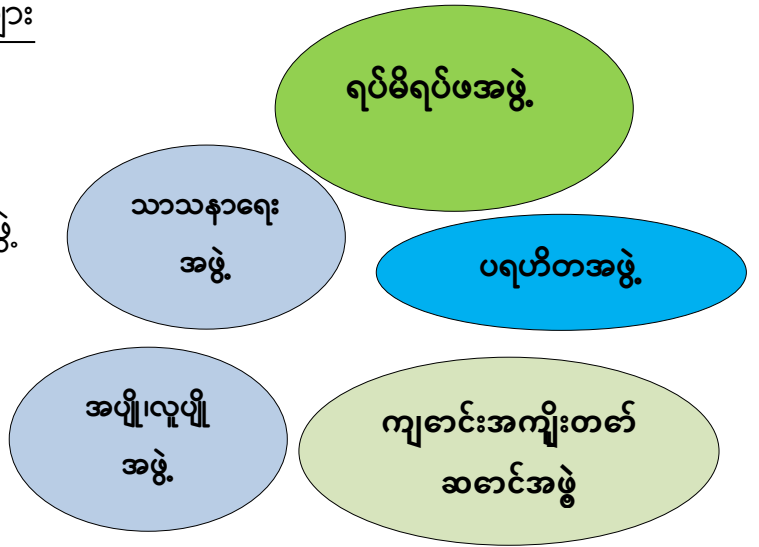 ရပ်မိရပ်ဖအဖွဲ့
သာသနာရေး
အဖွဲ့
ပရဟိတအဖွဲ့
အပျို၊လူပျို
အဖွဲ့
ကျောင်းအကျိုးတော်
ဆောင်အဖွဲ့